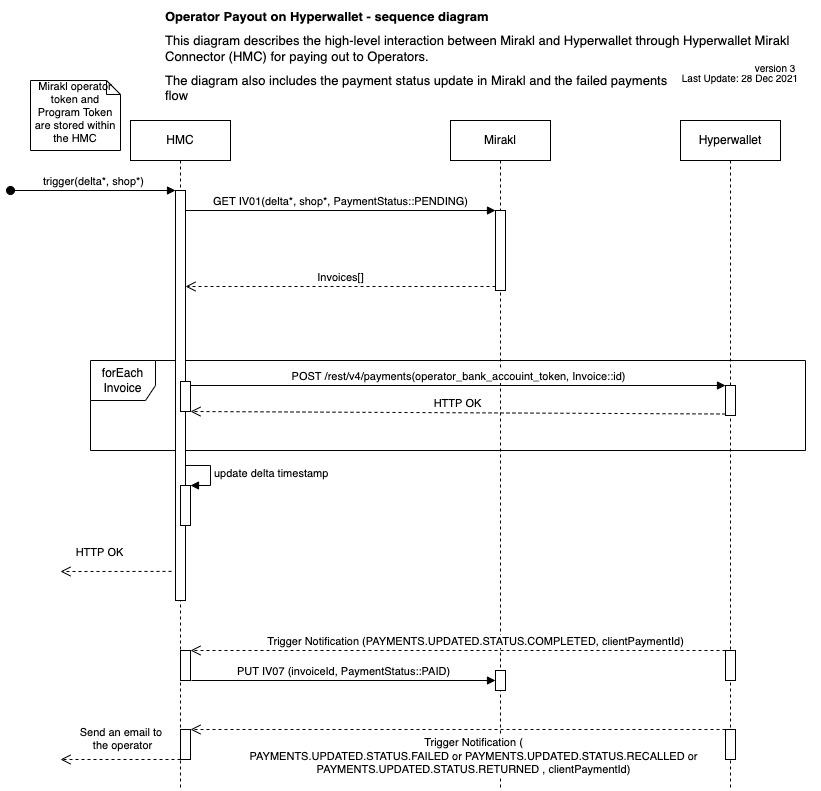 Operator Payout on Hyperwallet - sequence diagram
This diagram describes the high-level interaction between Mirakl and Hyperwallet through Hyperwallet Mirakl
Connector (HMC) for paying out to Operators.
The diagram also includes the payment status update in Mirakl and the failed payments
flow
version 3
Last Update: 28 Dec 2021
Mirakl operator
token and
Program Token
are stored within
the HMC
HMC
Mirakl
Hyperwallet
trigger(delta*, shop*)
GET IV01(delta*, shop*, PaymentStatus::PENDING)
Invoices[]
forEach
Invoice
POST /rest/v4/payments(operator_bank_accoint_token, Invoice::id)
HTTP OK
update delta timestamp
HTTP OK
Trigger Notification (PAYMENTS.UPDATED.STATUS.COMPLETED, clientPaymentId)
PUT IV07 (invoiceId, PaymentStatus::PAID)
Send an email to
the operator
Trigger Notification (
PAYMENTS.UPDATED.STATUS.FAILED or PAYMENTS.UPDATED.STATUS.RECALLED or
PAYMENTS.UPDATED.STATUS.RETURNED , clientPaymentId)